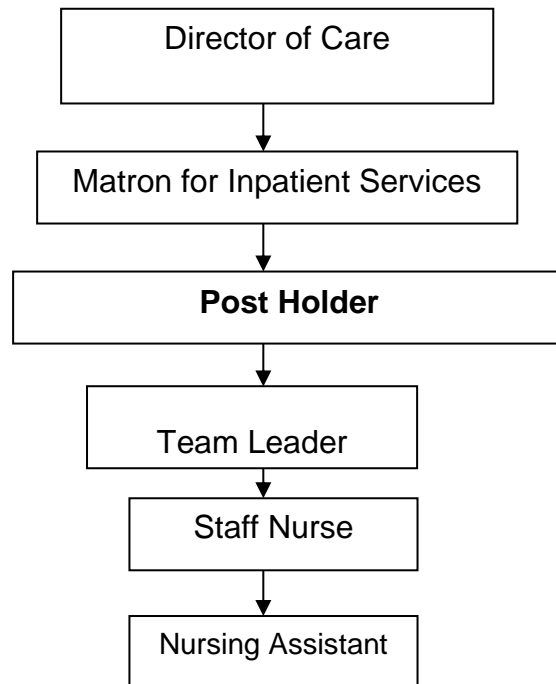 Director of Care
Matron for Inpatient Services
Post Holder
Team Leader
Staff Nurse
Nursing Assistant